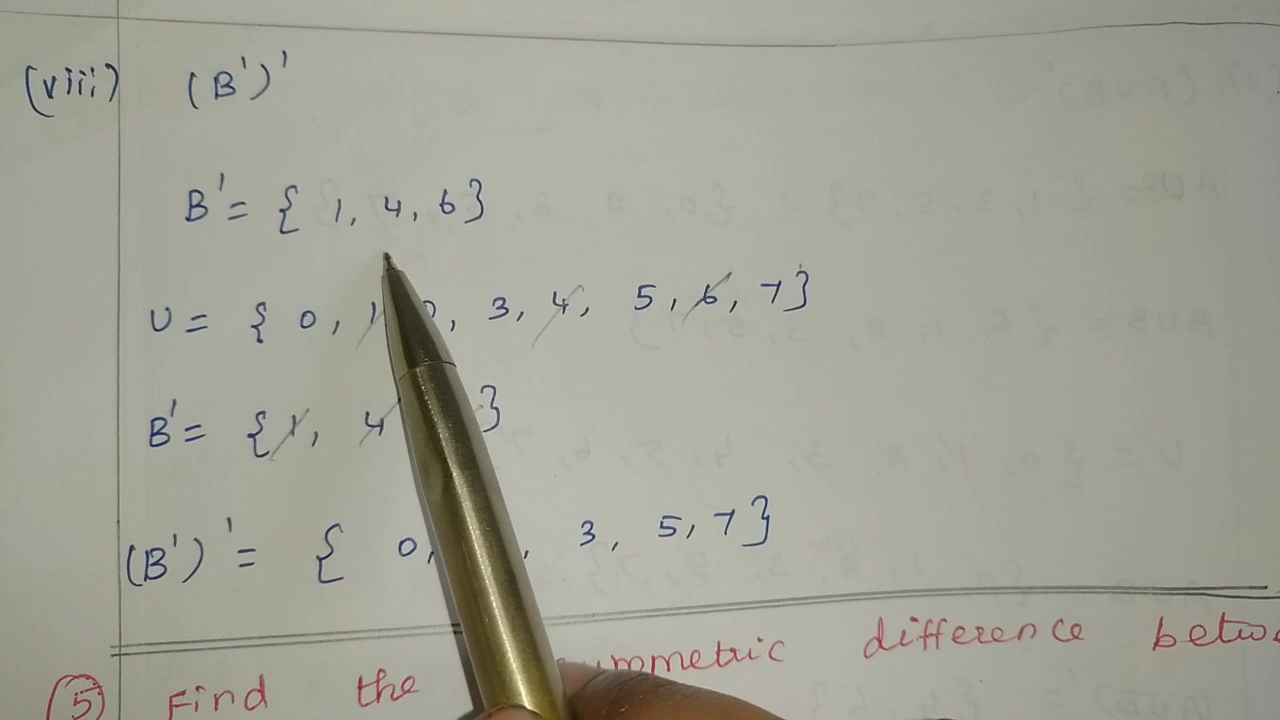 (viii) (B')'
B' = { 1, 4, 6}
U = { 0, 1 , 3, 4, 5, 6, 7}
B' = { 1, 4 }
(B')' = { 0, , 3, 5, 7}
5 Find the symmetric difference